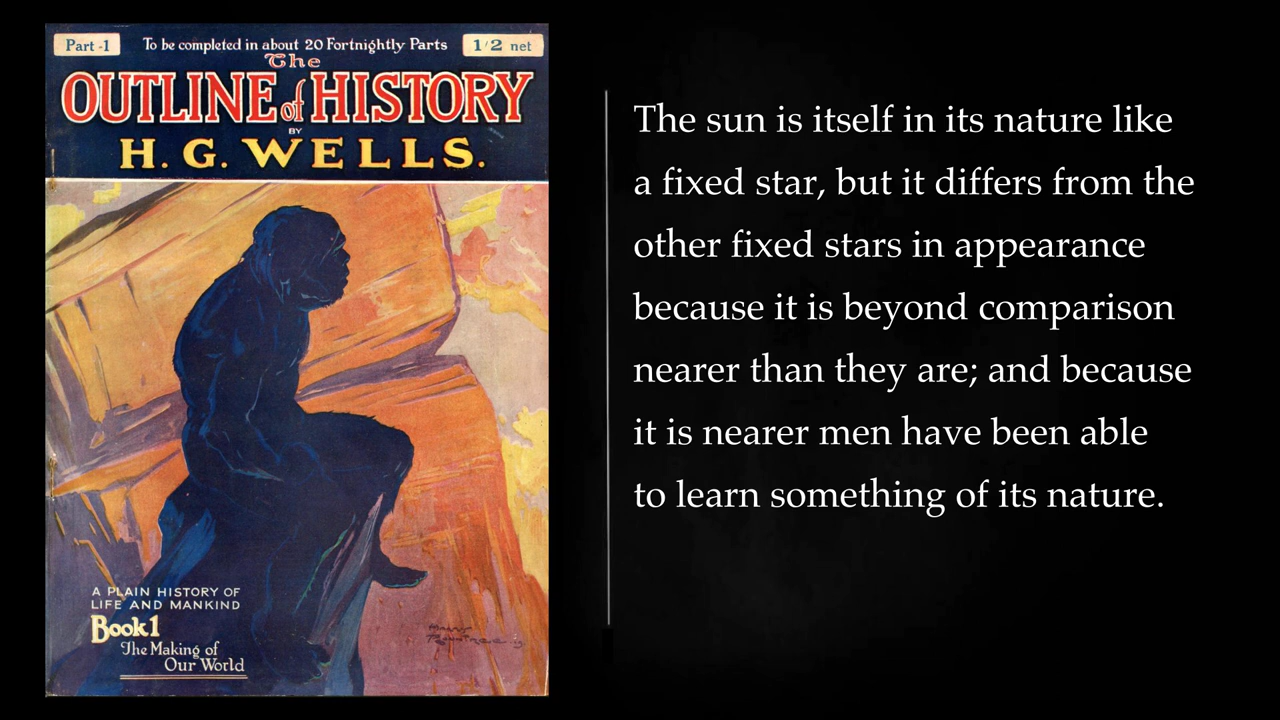 Part -1
To be completed in about 20 Fortnightly Parts
1/2 net
The
OUTLINE of HISTORY
BY
H. G. WELLS.
A PLAIN HISTORY OF
LIFE AND MANKIND
Book 1
The Making of
Our World
The sun is itself in its nature like
a fixed star, but it differs from the
other fixed stars in appearance
because it is beyond comparison
nearer than they are; and because
it is nearer men have been able
to learn something of its nature.